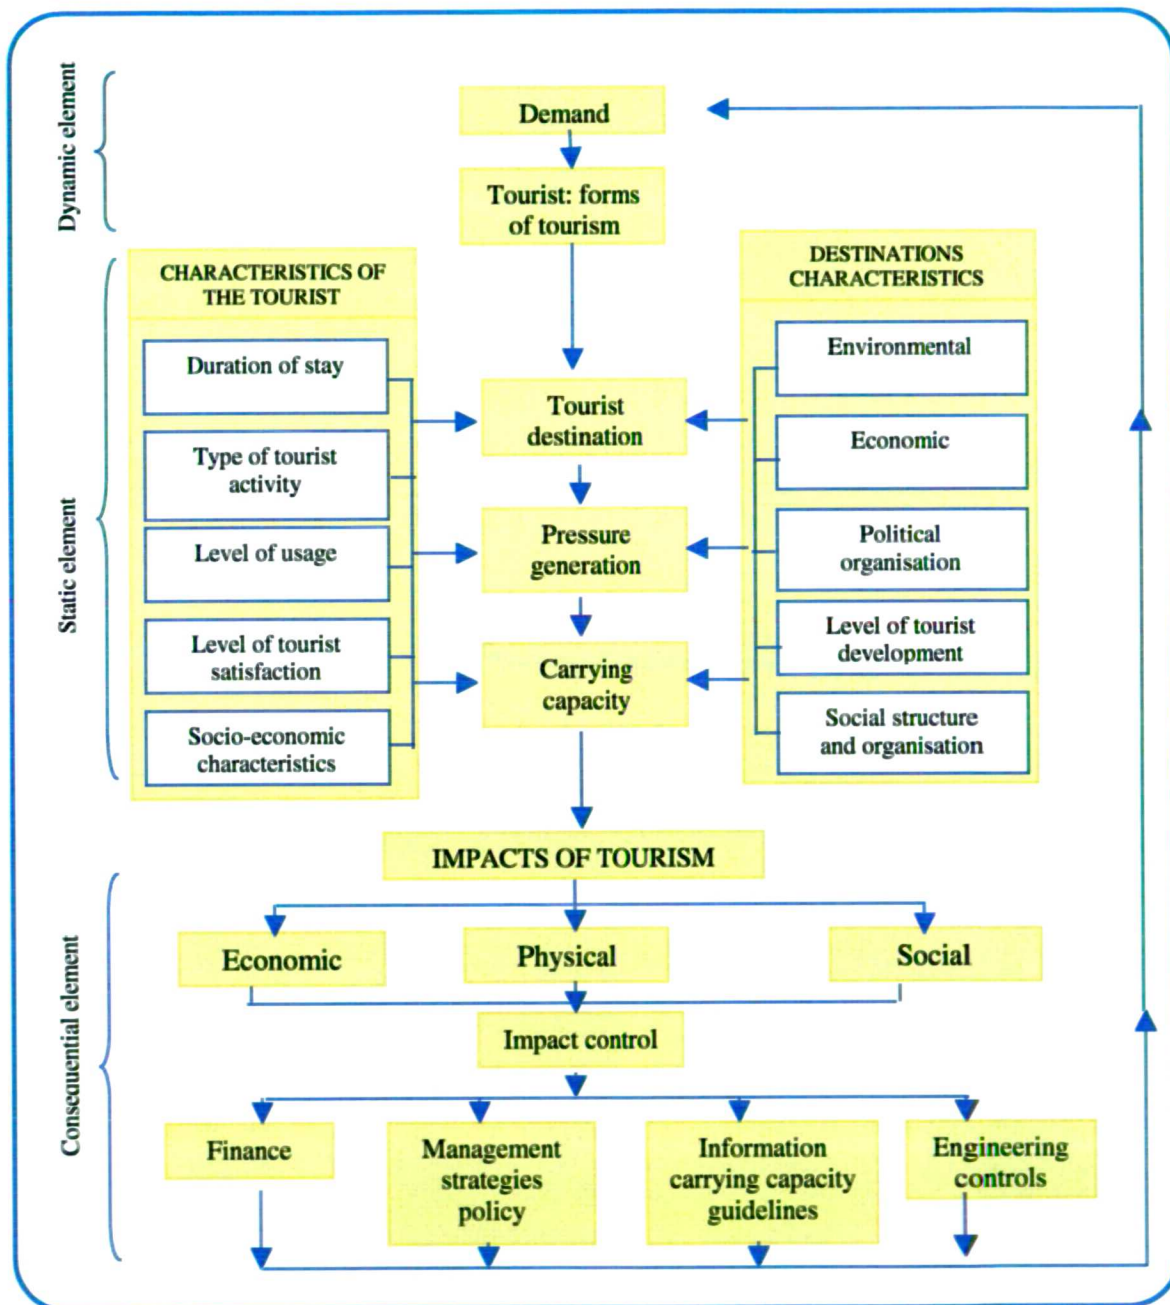 Dynamic element
Demand
Tourist: forms
of tourism
Static element
CHARACTERISTICS OF
THE TOURIST
Duration of stay
Type of tourist
activity
Level of usage
Level of tourist
satisfaction
Socio-economic
characteristics
Tourist
destination
Pressure
generation
Carrying
capacity
DESTINATIONS
CHARACTERISTICS
Environmental
Economic
Political
organisation
Level of tourist
development
Social structure
and organisation
Consequential element
IMPACTS OF TOURISM
Economic
Physical
Social
Impact control
Finance
Management
strategies
policy
Information
carrying capacity
guidelines
Engineering
controls